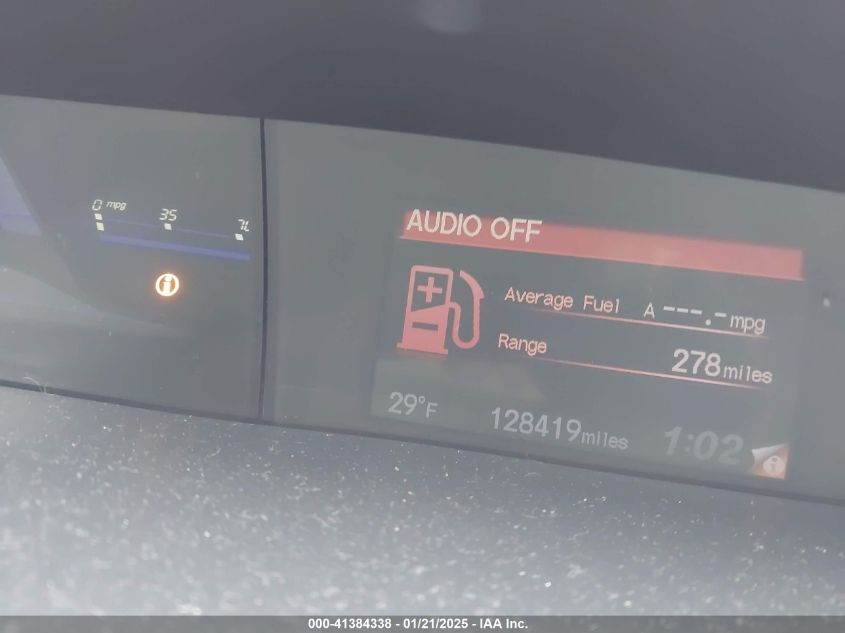 0 mpg 35
AUDIO OFF
Average Fuel A ---.- mpg
Range 278 miles
29°F 128419 miles 1:02
000-41384338 - 01/21/2025 - IAA Inc.